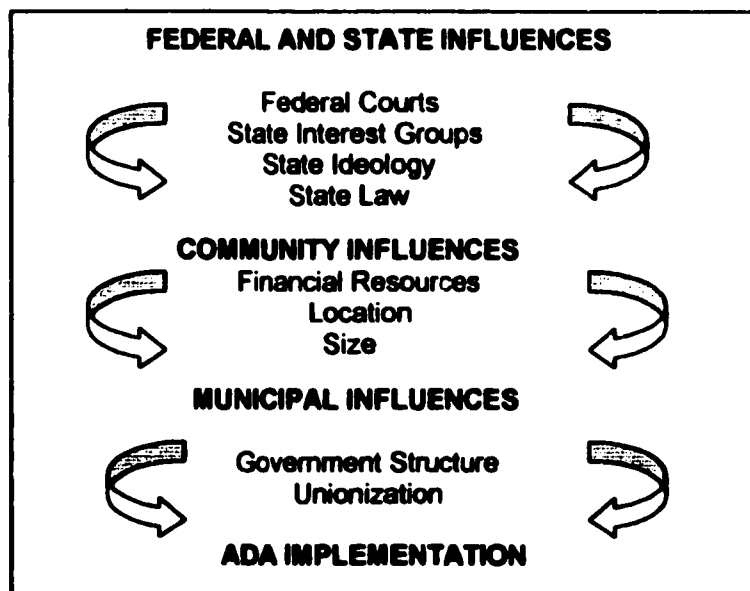 FEDERAL AND STATE INFLUENCES
Federal Courts
State Interest Groups
State Ideology
State Law
COMMUNITY INFLUENCES
Financial Resources
Location
Size
MUNICIPAL INFLUENCES
Government Structure
Unionization
ADA IMPLEMENTATION